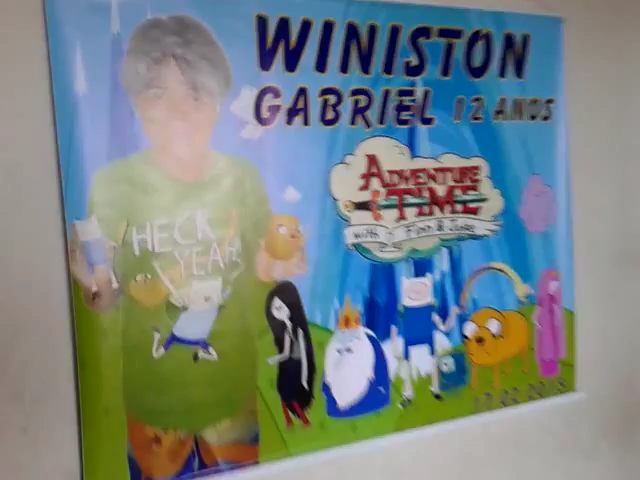 WINISTON
GABRIEL 12 ANOS
ADVENTURE
TIME
with Finn & Jake
HECK
YEAH!